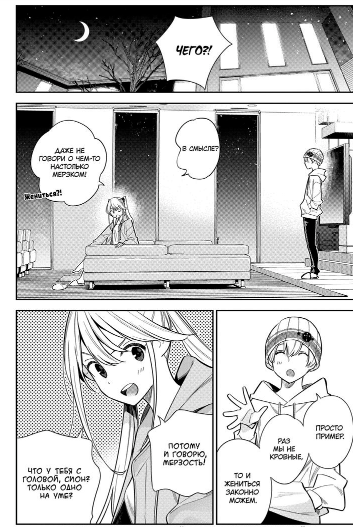 ЧЕГО?!
В СМЫСЛЕ?
ДАЖЕ НЕ
ГОВОРИ О ЧЕМ-ТО
НАСТОЛЬКО
МЕРЗКОМ!
Жениться?!
ПРОСТО
ПРИМЕР.
РАЗ
МЫ НЕ
КРОВНЫЕ,
ТО И
ЖЕНИТЬСЯ
ЗАКОННО
МОЖЕМ.
ПОТОМУ
И ГОВОРЮ,
МЕРЗОСТЬ!
ЧТО У ТЕБЯ С
ГОЛОВОЙ, СИОН?
ТОЛЬКО ОДНО
НА УМЕ?